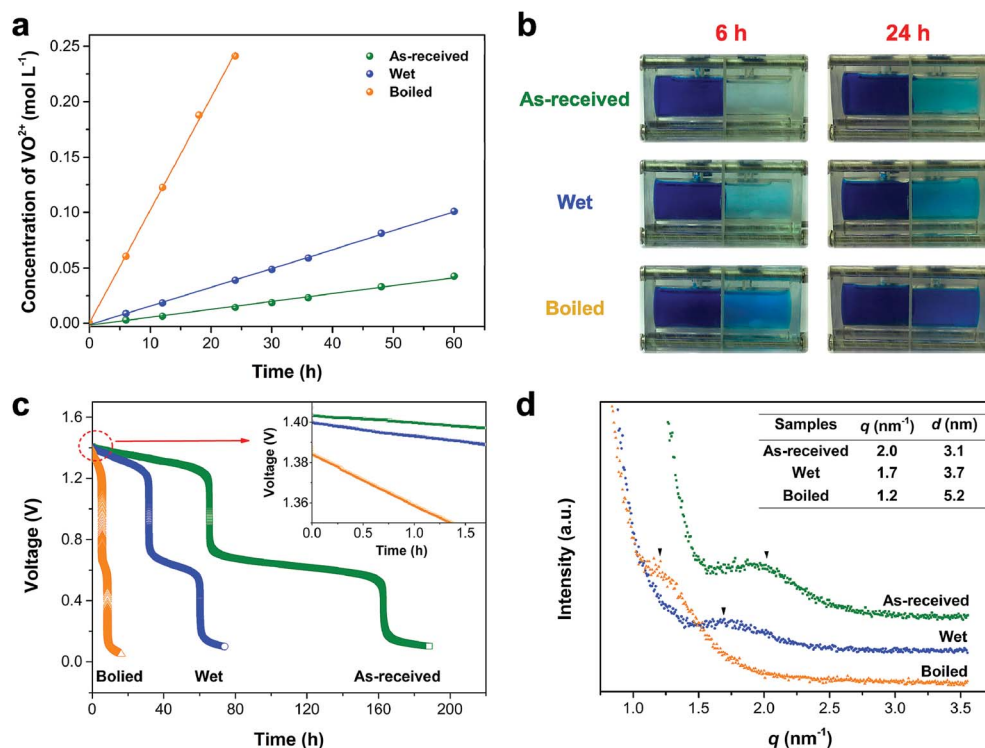 a
Concentration of VO²⁺ (mol L⁻¹)
0.25
0.20
0.15
0.10
0.05
0.00
As-received
Wet
Boiled
0 10 20 30 40 50 60
Time (h)
b
6 h 24 h
As-received
Wet
Boiled
c
Voltage (V)
1.6
1.2
0.8
0.4
0.0
Voltage (V)
1.40
1.38
1.36
0.0 0.5 1.0 1.5
Time (h)
Bolied Wet As-received
0 40 80 120 160 200
Time (h)
d
Intensity (a.u.)
Samples q (nm⁻¹) d (nm)
As-received 2.0 3.1
Wet 1.7 3.7
Boiled 1.2 5.2
As-received
Wet
Boiled
1.0 1.5 2.0 2.5 3.0 3.5
q (nm⁻¹)